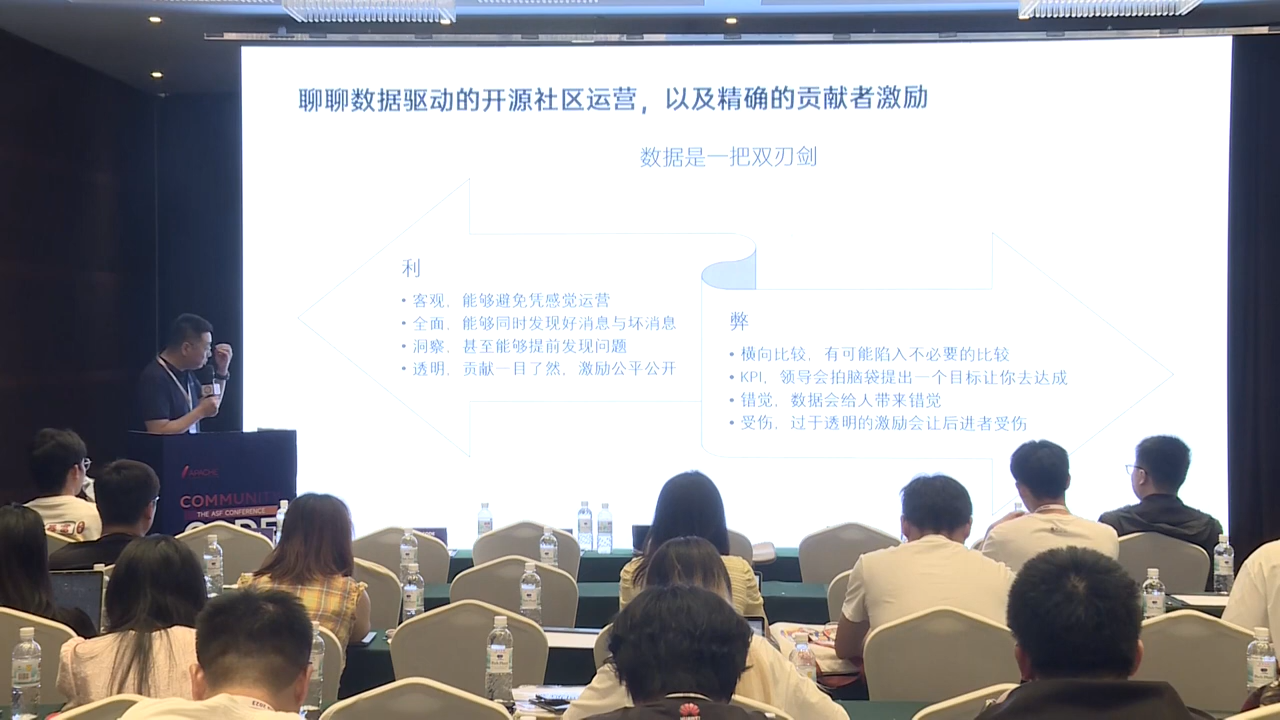 聊聊数据驱动的开源社区运营，以及精确的贡献者激励
数据是一把双刃剑
利
• 客观，能够避免凭感觉运营
• 全面，能够同时发现好消息与坏消息
• 洞察，甚至能够提前发现问题
• 透明，贡献一目了然，激励公平公开
弊
• 横向比较，有可能陷入不必要的比较
• KPI，领导会拍脑袋提出一个目标让你去达成
• 错觉，数据会给人带来错觉
• 受伤，过于透明的激励会让后进者受伤
APACHE
COMMUNITY
THE ASF CONFERENCE
CODE
HUAWEI